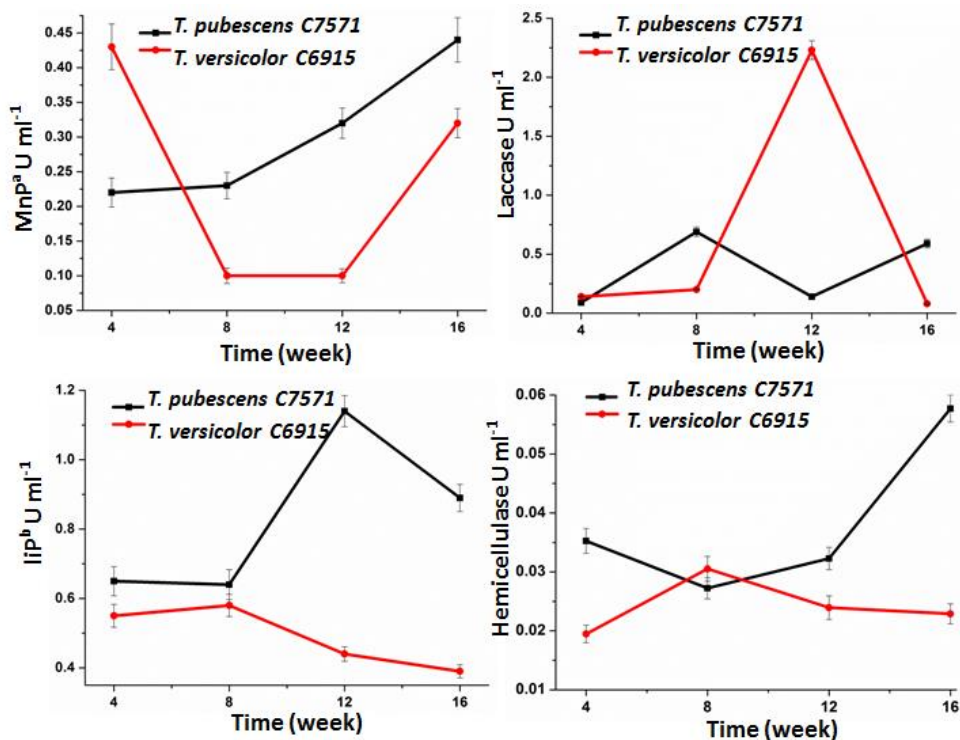 T. pubescens C7571
T. versicolor C6915
0.45
0.40
0.35
0.30
0.25
0.20
0.15
0.10
0.05
MnPᵃ U ml⁻¹
4 8 12 16
Time (week)
T. pubescens C7571
T. versicolor C6915
2.5
2.0
1.5
1.0
0.5
0.0
Laccase U ml⁻¹
4 8 12 16
Time (week)
T. pubescens C7571
T. versicolor C6915
1.2
1.0
0.8
0.6
0.4
liPᵇ U ml⁻¹
4 8 12 16
Time (week)
T. pubescens C7571
T. versicolor C6915
0.06
0.05
0.04
0.03
0.02
0.01
Hemicellulase U ml⁻¹
4 8 12 16
Time (week)